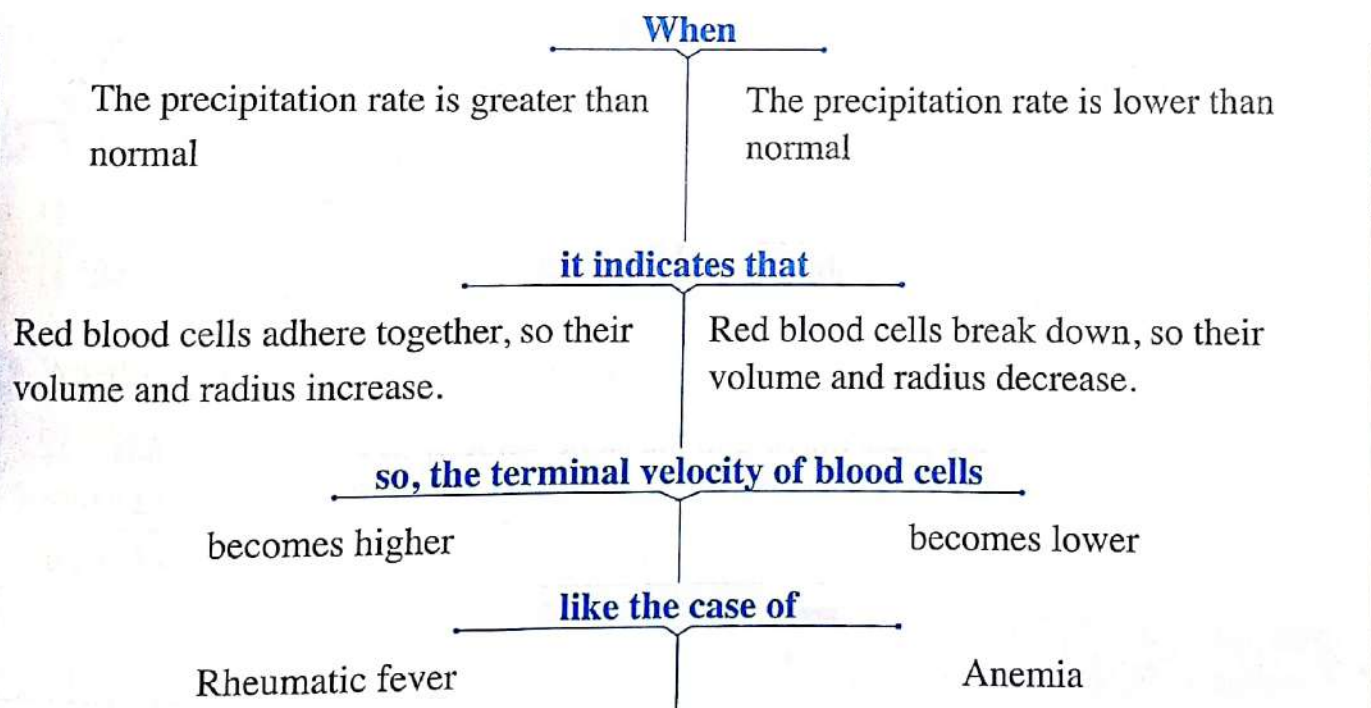 When
The precipitation rate is greater than
normal
The precipitation rate is lower than
normal
it indicates that
Red blood cells adhere together, so their
volume and radius increase.
Red blood cells break down, so their
volume and radius decrease.
so, the terminal velocity of blood cells
becomes higher
becomes lower
like the case of
Rheumatic fever
Anemia